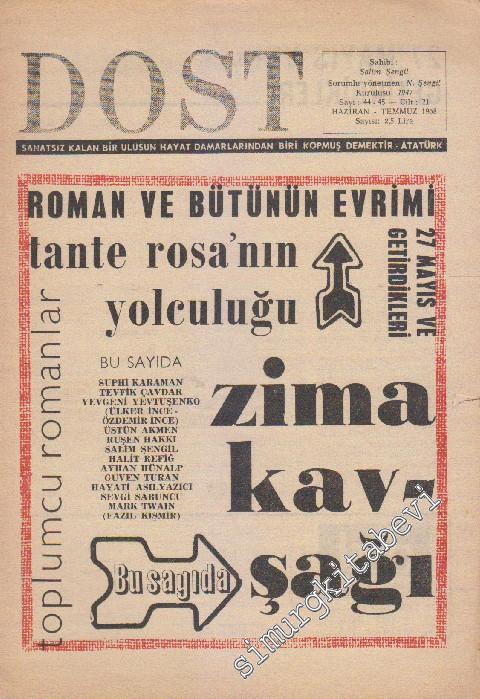 DOST
Sahibi:
Salim Şengil
Sorumlu yönetmen: N. Şengil
Kuruluşu 1947
Sayı: 44 - 45 — Cilt: 21
HAZİRAN - TEMMUZ 1968
Sayısı: 2,5 Lira
SANATSIZ KALAN BİR ULUSUN HAYAT DAMARLARINDAN BİRİ KOPMUŞ DEMEKTİR - ATATÜRK
ROMAN VE BÜTÜNÜN EVRİMİ
tante rosa'nın
yolculuğu
27 MAYIS VE
GETİRDİKLERİ
toplumcu romanlar
BU SAYIDA
SUPHİ KARAMAN
TEVFİK ÇAVDAR
YEVGENİ YEVTUŞENKO
(ÜLKER İNCE -
ÖZDEMİR İNCE)
ÜSTÜN AKMEN
RUŞEN HAKKI
SALİM ŞENGİL
HALİT REFİĞ
AYHAN HÜNALP
GÜVEN TURAN
HAYATİ ASILYAZICI
SEVGİ SABUNCU
MARK TWAIN
(FAZIL KISMIR)
zima
kav-
şağı
Bu sayıda
simurgkitabevi